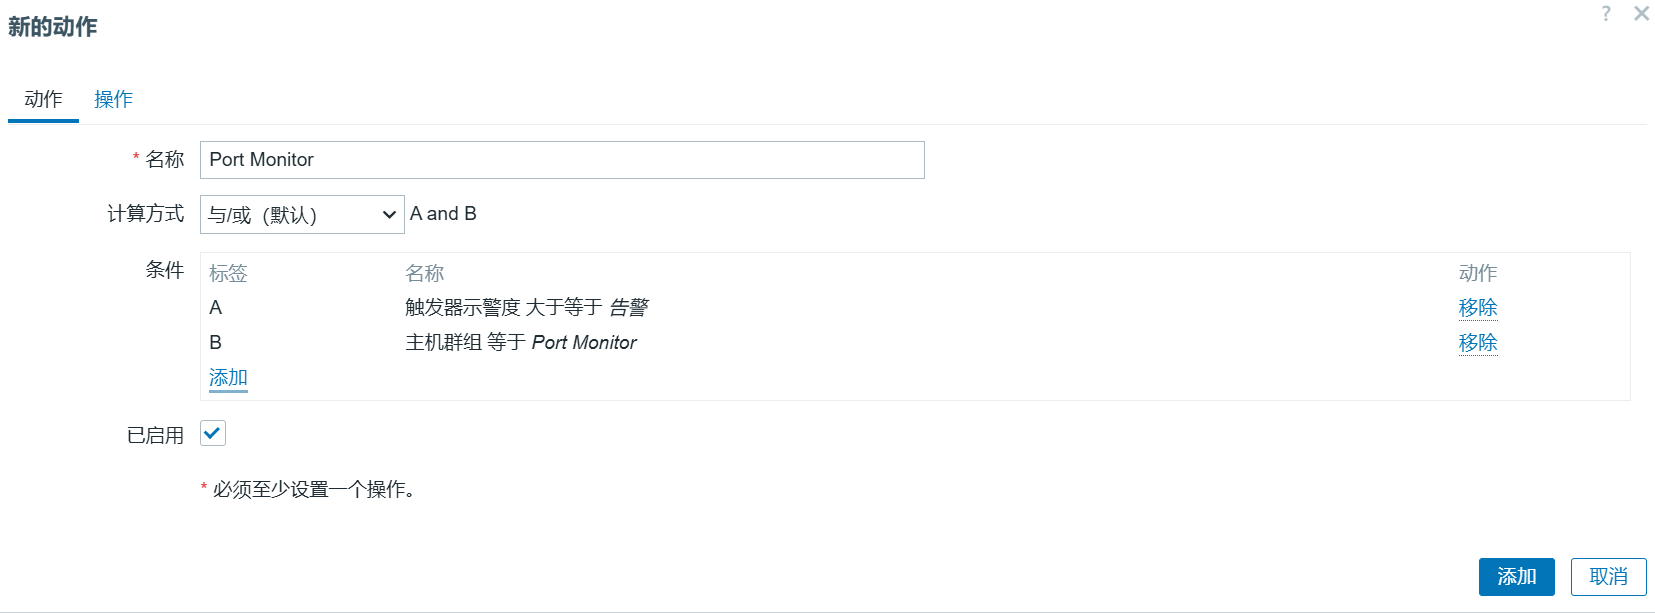 新的动作
?
动作 操作
* 名称 Port Monitor
计算方式 与/或（默认） A and B
条件 标签 名称 动作
A 触发器示警度 大于等于 告警 移除
B 主机群组 等于 Port Monitor 移除
添加
已启用
* 必须至少设置一个操作。
添加 取消